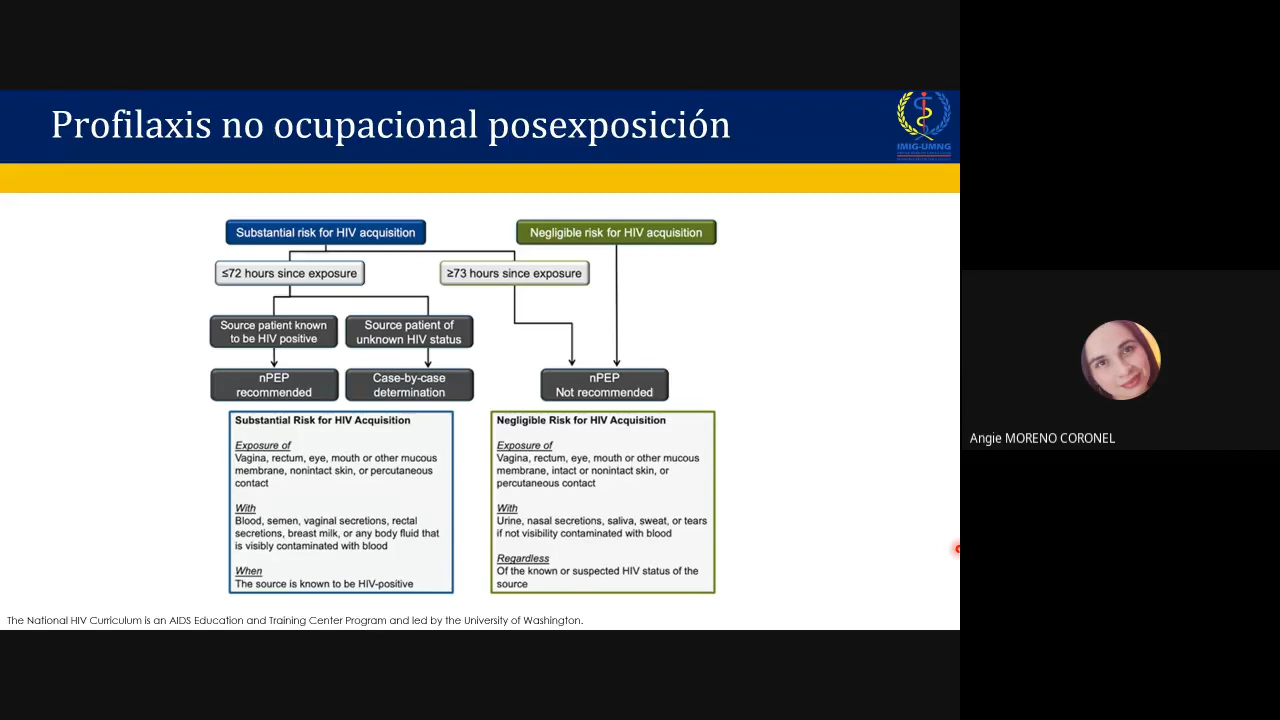 Profilaxis no ocupacional posexposición
IMIG-UMNG
Substantial risk for HIV acquisition
Negligible risk for HIV acquisition
≤72 hours since exposure
≥73 hours since exposure
Source patient known
to be HIV positive
Source patient of
unknown HIV status
nPEP
recommended
Case-by-case
determination
nPEP
Not recommended
Substantial Risk for HIV Acquisition
Exposure of
Vagina, rectum, eye, mouth or other mucous
membrane, nonintact skin, or percutaneous
contact
With
Blood, semen, vaginal secretions, rectal
secretions, breast milk, or any body fluid that
is visibly contaminated with blood
When
The source is known to be HIV-positive
Negligible Risk for HIV Acquisition
Exposure of
Vagina, rectum, eye, mouth or other mucous
membrane, intact or nonintact skin, or
percutaneous contact
With
Urine, nasal secretions, saliva, sweat, or tears
if not visibility contaminated with blood
Regardless
Of the known or suspected HIV status of the
source
The National HIV Curriculum is an AIDS Education and Training Center Program and led by the University of Washington.
Angie MORENO CORONEL